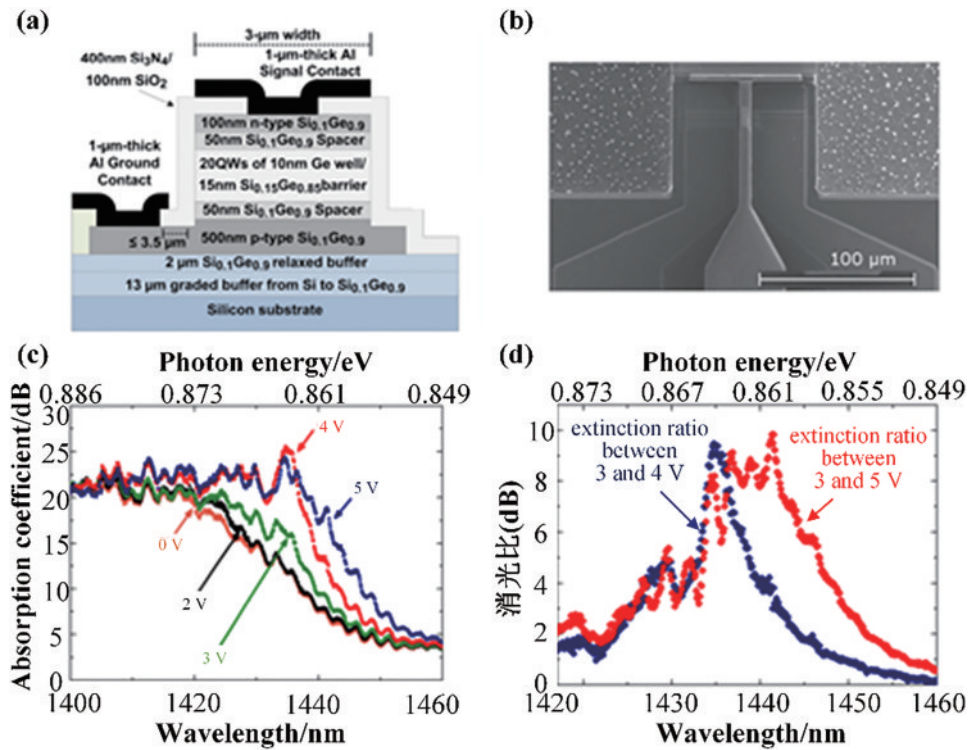 (a)
3-μm width
1-μm-thick Al
Signal Contact
400nm Si₃N₄/
100nm SiO₂
1-μm-thick
Al Ground
Contact
100nm n-type Si₀.₁Ge₀.₉
50nm Si₀.₁Ge₀.₉ Spacer
20QWs of 10nm Ge well/
15nm Si₀.₁₅Ge₀.₈₅barrier
50nm Si₀.₁Ge₀.₉ Spacer
≤ 3.5 μm
500nm p-type Si₀.₁Ge₀.₉
2 μm Si₀.₁Ge₀.₉ relaxed buffer
13 μm graded buffer from Si to Si₀.₁Ge₀.₉
Silicon substrate
(b)
100 μm
(c)
Photon energy/eV
0.886 0.873 0.861 0.849
Absorption coefficient/dB
30
25
20
15
10
5
0
4 V
5 V
0 V
2 V
3 V
1400 1420 1440 1460
Wavelength/nm
(d)
Photon energy/eV
0.873 0.867 0.861 0.855 0.849
消光比(dB)
10
8
6
4
2
0
extinction ratio
between
3 and 4 V
extinction ratio
between
3 and 5 V
1420 1430 1440 1450 1460
Wavelength/nm